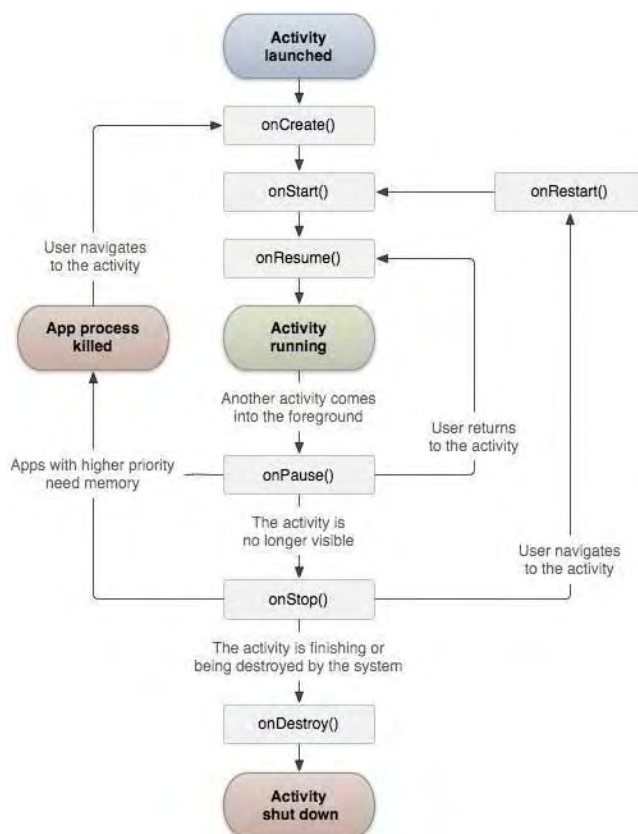 Activity
launched
onCreate()
onStart()
onRestart()
User navigates
to the activity
onResume()
App process
killed
Activity
running
Another activity comes
into the foreground
User returns
to the activity
Apps with higher priority
need memory
onPause()
The activity is
no longer visible
User navigates
to the activity
onStop()
The activity is finishing or
being destroyed by the system
onDestroy()
Activity
shut down